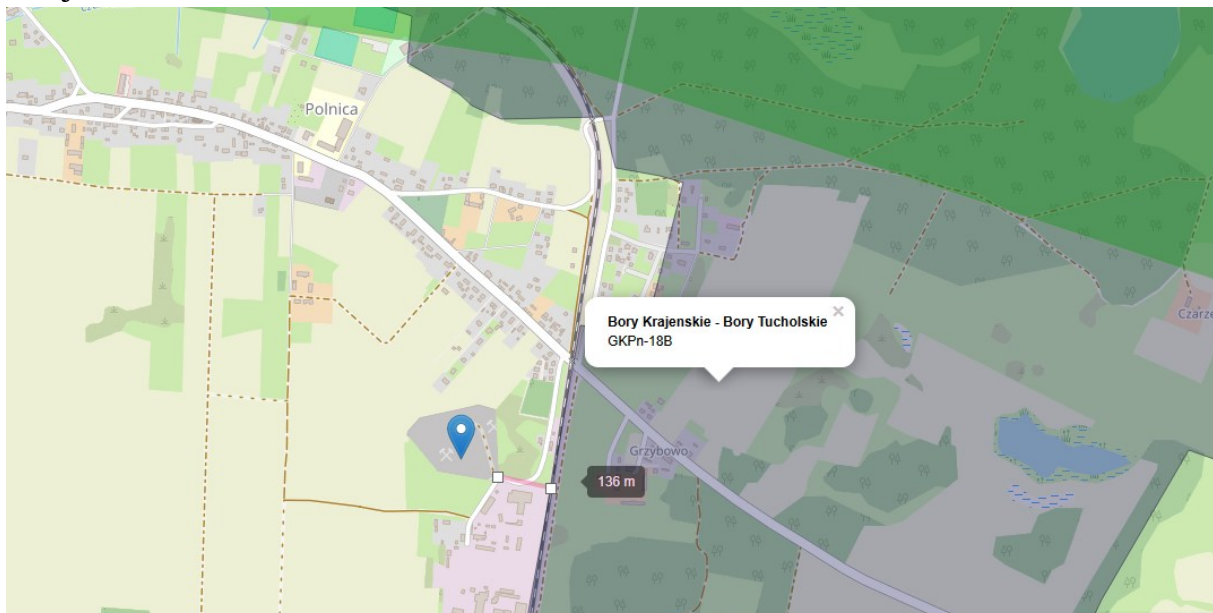 Polnica
Bory Krajenskie - Bory Tucholskie
GKPn-18B
Grzybowo
136 m